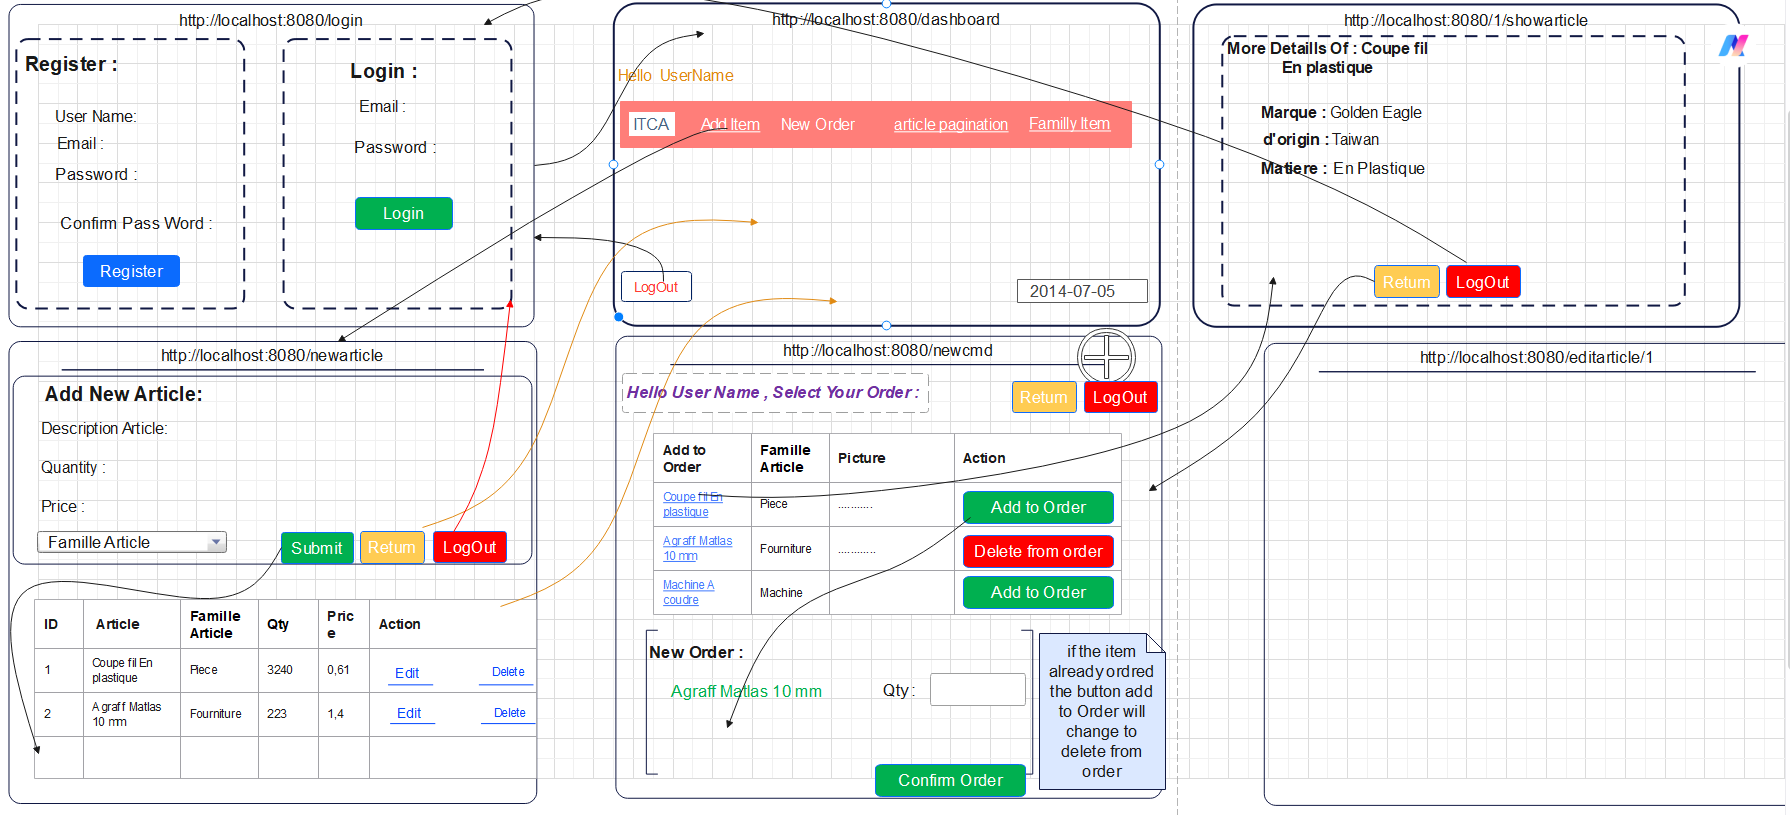 http://localhost:8080/login
Register :
User Name:
Email :
Password :
Confirm Pass Word :
Register
Login :
Email :
Password :
Login
http://localhost:8080/dashboard
Hello UserName
ITCA Add Item New Order article pagination Familly Item
LogOut
2014-07-05
http://localhost:8080/1/showarticle
More Detaills Of : Coupe fil
En plastique
Marque : Golden Eagle
d'origin : Taiwan
Matiere : En Plastique
Return LogOut
http://localhost:8080/newarticle
Add New Article:
Description Article:
Quantity :
Price :
Famille Article
Submit Return LogOut
ID Article Famille Article Qty Price Action
1 Coupe fil En plastique Piece 3240 0,61 Edit Delete
2 Agraff Matlas 10 mm Fourniture 223 1,4 Edit Delete
http://localhost:8080/newcmd
Hello User Name , Select Your Order :
Return LogOut
Add to Order Famille Article Picture Action
Coupe fil En plastique Piece ........... Add to Order
Agraff Matlas 10 mm Fourniture ............ Delete from order
Machine A coudre Machine Add to Order
New Order :
Agraff Matlas 10 mm Qty :
Confirm Order
if the item
already ordred
the button add
to Order will
change to
delete from
order
http://localhost:8080/editarticle/1